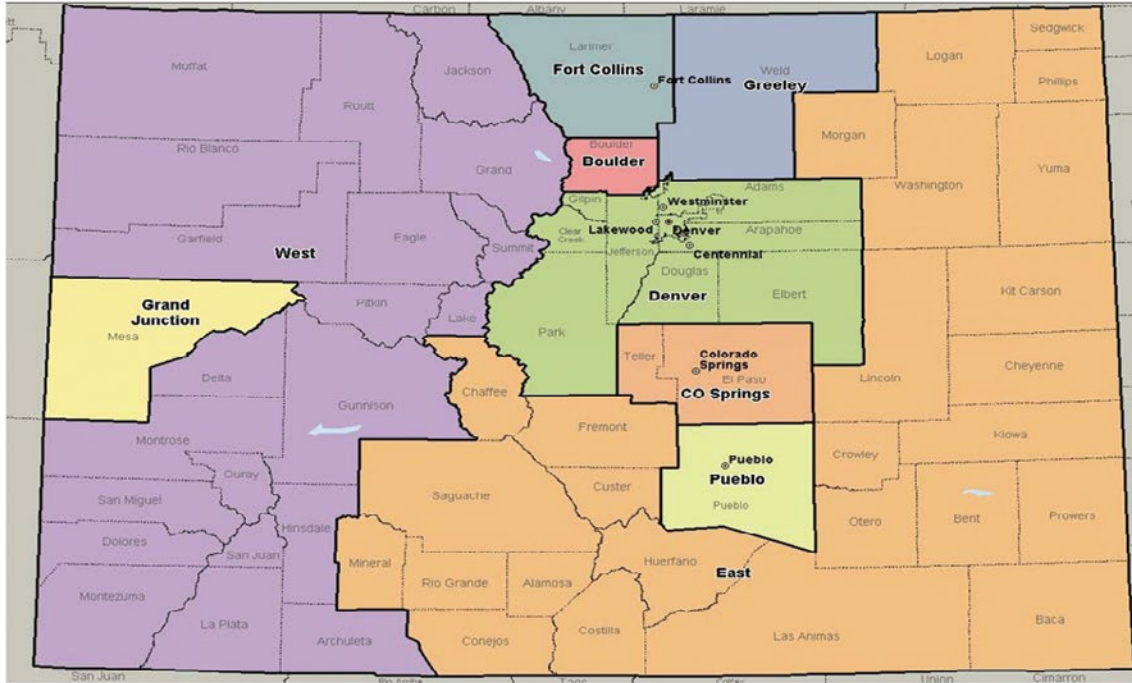 Carbon
Albany
Laramie
Sedgwick
Logan
Larimer
Moffat
Jackson
Fort Collins
Weld
Fort Collins
Greeley
Phillips
Routt
Morgan
Boulder
Rio Blanco
Boulder
Yuma
Grand
Washington
Adams
Gilpin
Westminster
Lakewood
Denver
Arapahoe
Clear
Creek
Garfield
Eagle
Summit
Jefferson
Centennial
West
Douglas
Denver
Elbert
Kit Carson
Grand
Junction
Pitkin
Lake
Mesa
Park
Teller
Colorado
Springs
El Paso
Cheyenne
Delta
Chaffee
CO Springs
Lincoln
Gunnison
Fremont
Kiowa
Montrose
Crowley
Pueblo
Ouray
Pueblo
Saguache
Custer
Pueblo
San Miguel
Otero
Bent
Prowers
Hinsdale
Dolores
San Juan
Mineral
Huerfano
Rio Grande
Alamosa
East
Montezuma
La Plata
Costilla
Baca
Archuleta
Conejos
Las Animas
San Juan
Rio Arriba
Taos
Colfax
Union
Cimarron